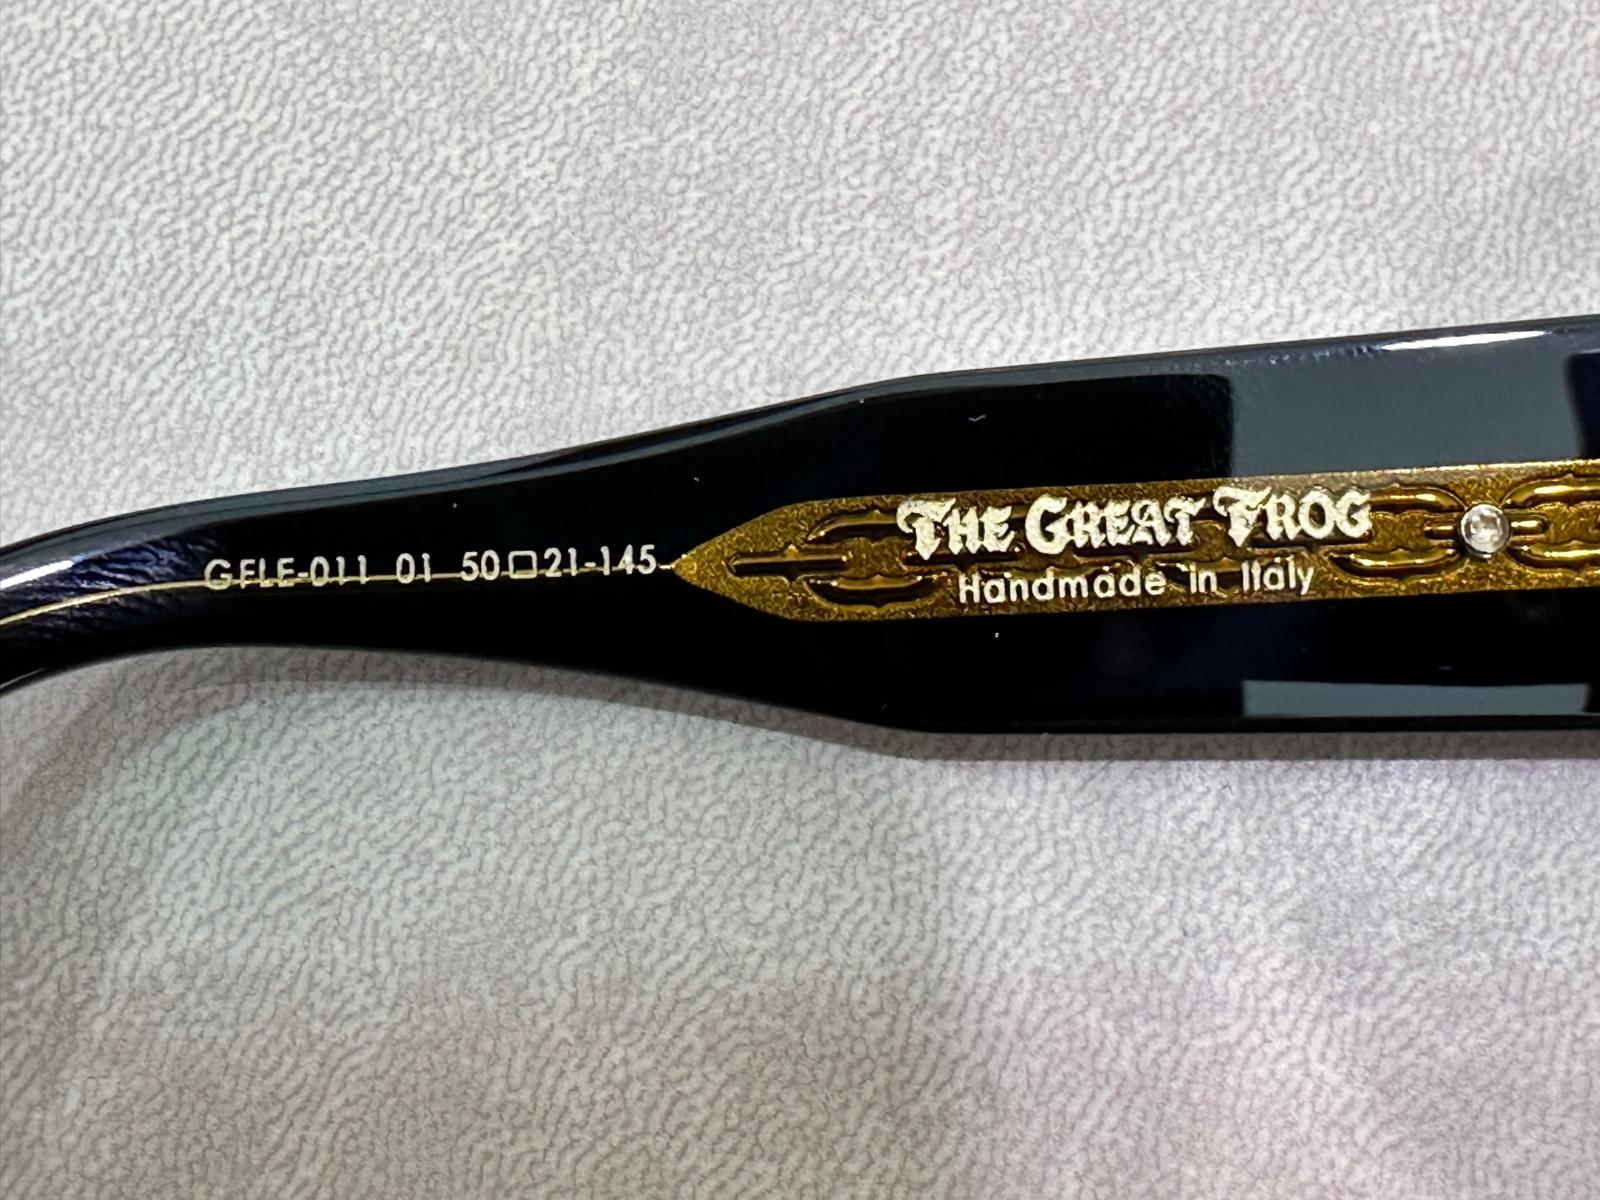 GFLE-011 01 50□21-145
THE GREAT FROG
Handmade in Italy